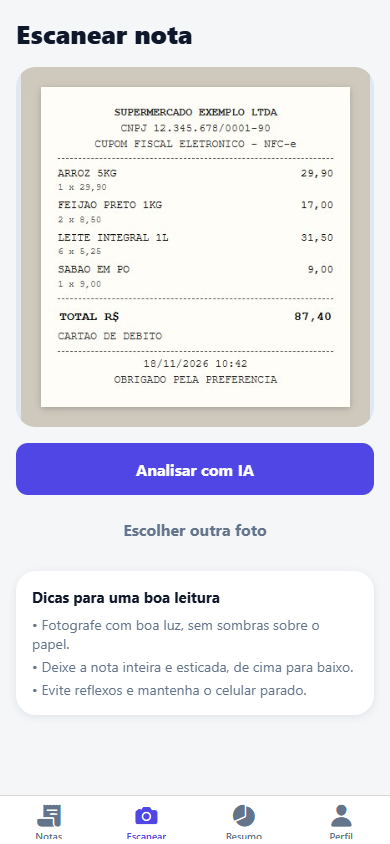 Escanear nota
SUPERMERCADO EXEMPLO LTDA
CNPJ 12.345.678/0001-90
CUPOM FISCAL ELETRONICO - NFC-e
ARROZ 5KG 29,90
1 x 29,90
FEIJAO PRETO 1KG 17,00
2 x 8,50
LEITE INTEGRAL 1L 31,50
6 x 5,25
SABAO EM PO 9,00
1 x 9,00
TOTAL R$ 87,40
CARTAO DE DEBITO
18/11/2026 10:42
OBRIGADO PELA PREFERENCIA
Analisar com IA
Escolher outra foto
Dicas para uma boa leitura
• Fotografe com boa luz, sem sombras sobre o
papel.
• Deixe a nota inteira e esticada, de cima para baixo.
• Evite reflexos e mantenha o celular parado.
Notas Escanear Resumo Perfil